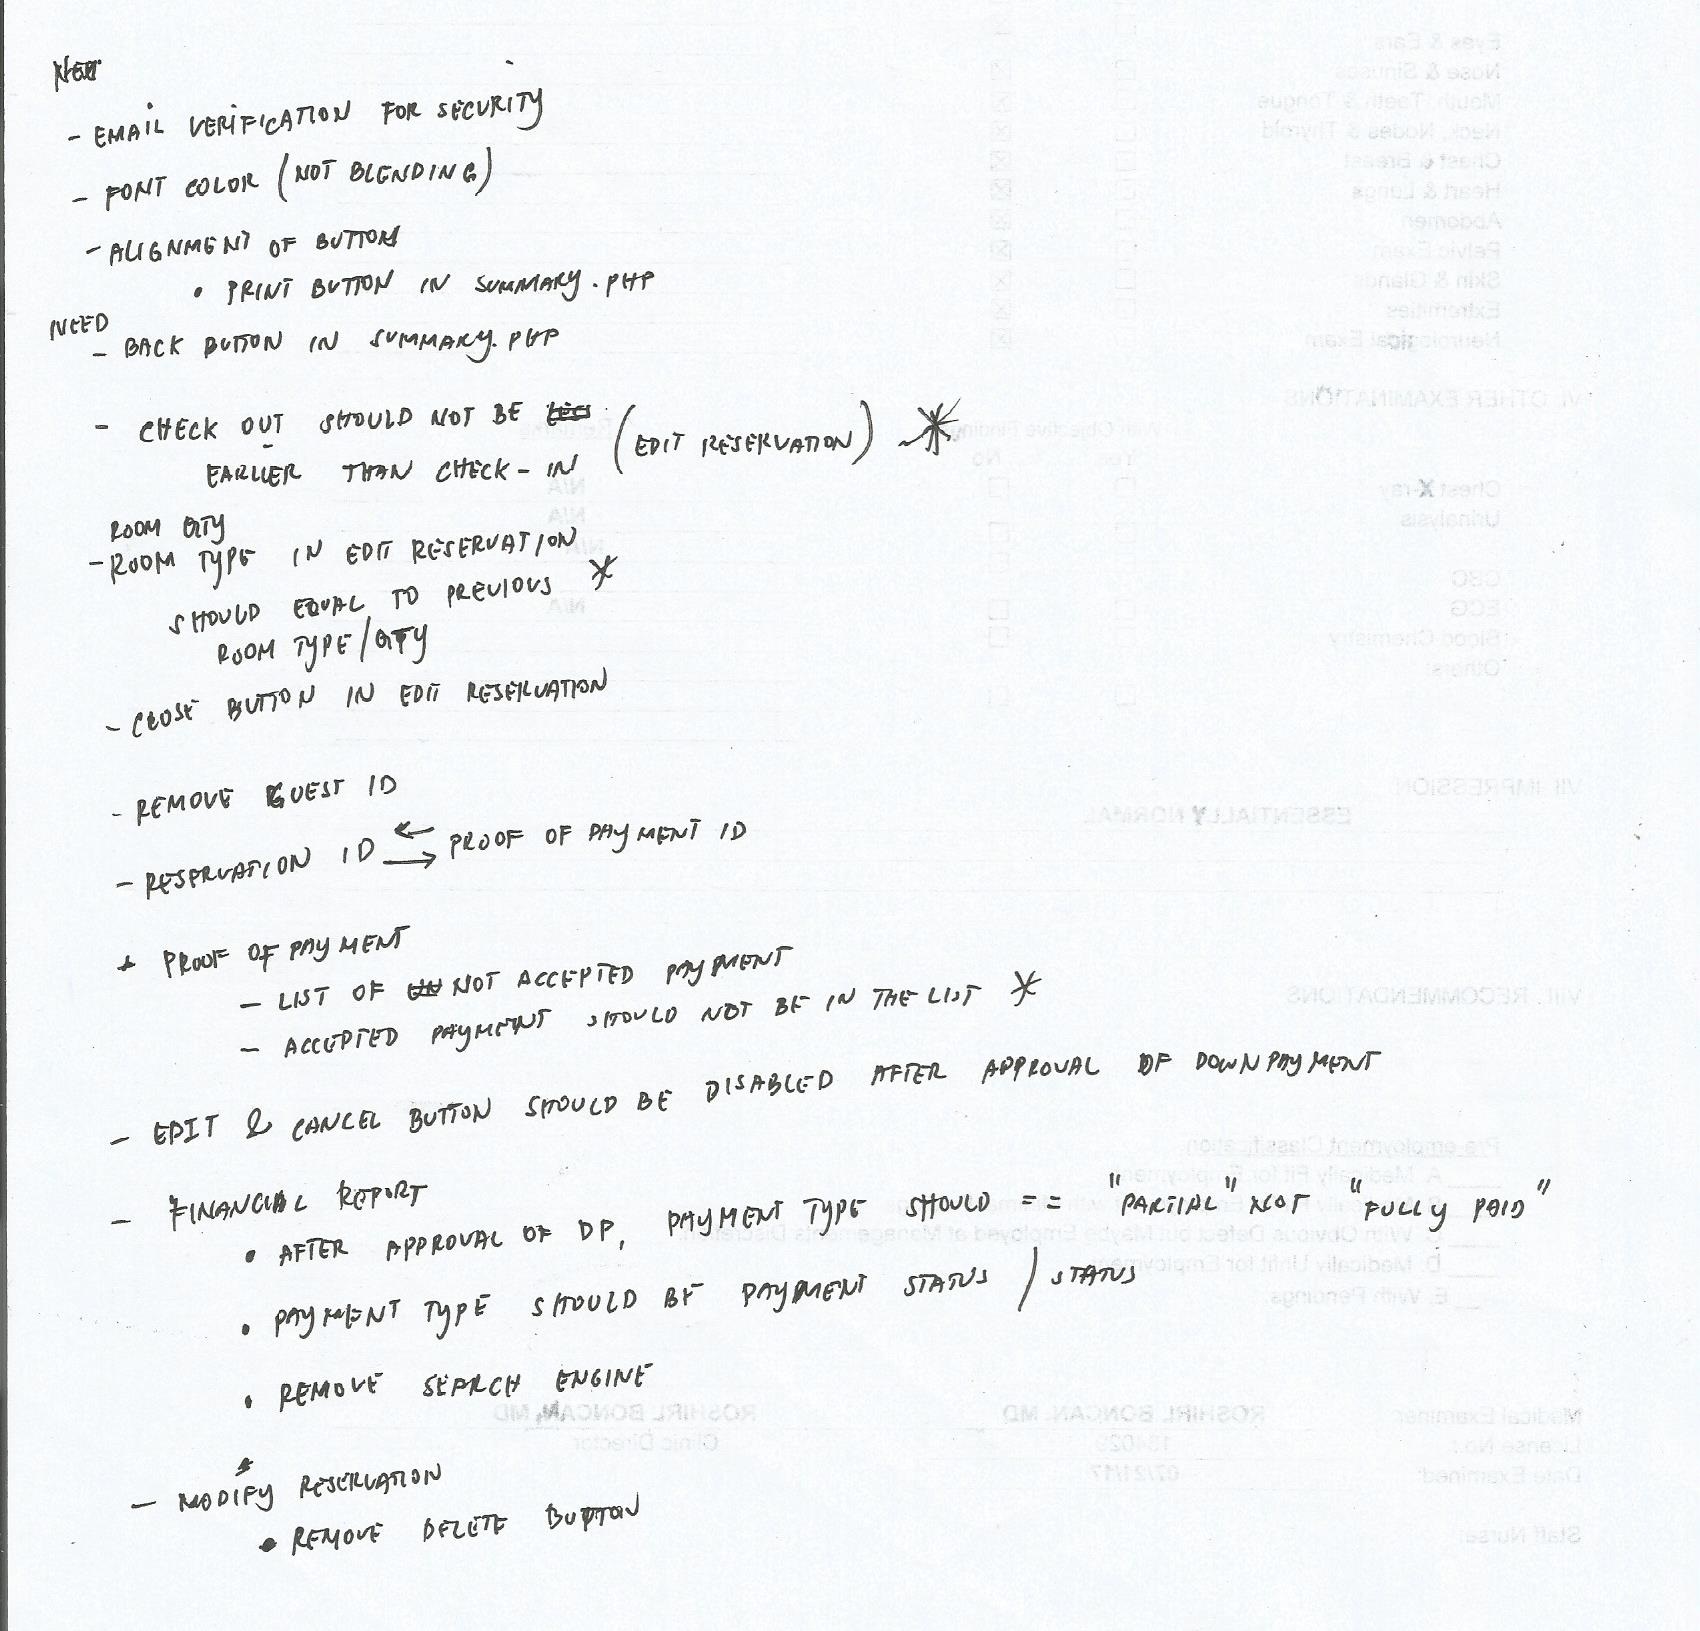 - EMAIL VERIFICATION FOR SECURITY
- FONT COLOR (NOT BLENDING)
- ALIGNMENT OF BUTTON
• PRINT BUTTON IN SUMMARY.PHP
NEED
- BACK BUTTON IN SUMMARY.PHP
- CHECK OUT SHOULD NOT BE
EARLIER THAN CHECK-IN (EDIT RESERVATION) *
ROOM QTY
- ROOM TYPE IN EDIT RESERVATION
SHOULD EQUAL TO PREVIOUS *
ROOM TYPE/QTY
- CLOSE BUTTON IN EDIT RESERVATION
- REMOVE GUEST ID
- RESERVATION ID ⇄ PROOF OF PAYMENT ID
* PROOF OF PAYMENT
- LIST OF NOT ACCEPTED PAYMENT
- ACCEPTED PAYMENT SHOULD NOT BE IN THE LIST *
- EDIT & CANCEL BUTTON SHOULD BE DISABLED AFTER APPROVAL OF DOWNPAYMENT
- FINANCIAL REPORT
• AFTER APPROVAL OF DP, PAYMENT TYPE SHOULD == "PARTIAL" NOT "FULLY PAID"
• PAYMENT TYPE SHOULD BE PAYMENT STATUS / STATUS
• REMOVE SEARCH ENGINE
- MODIFY RESERVATION
• REMOVE DELETE BUTTON